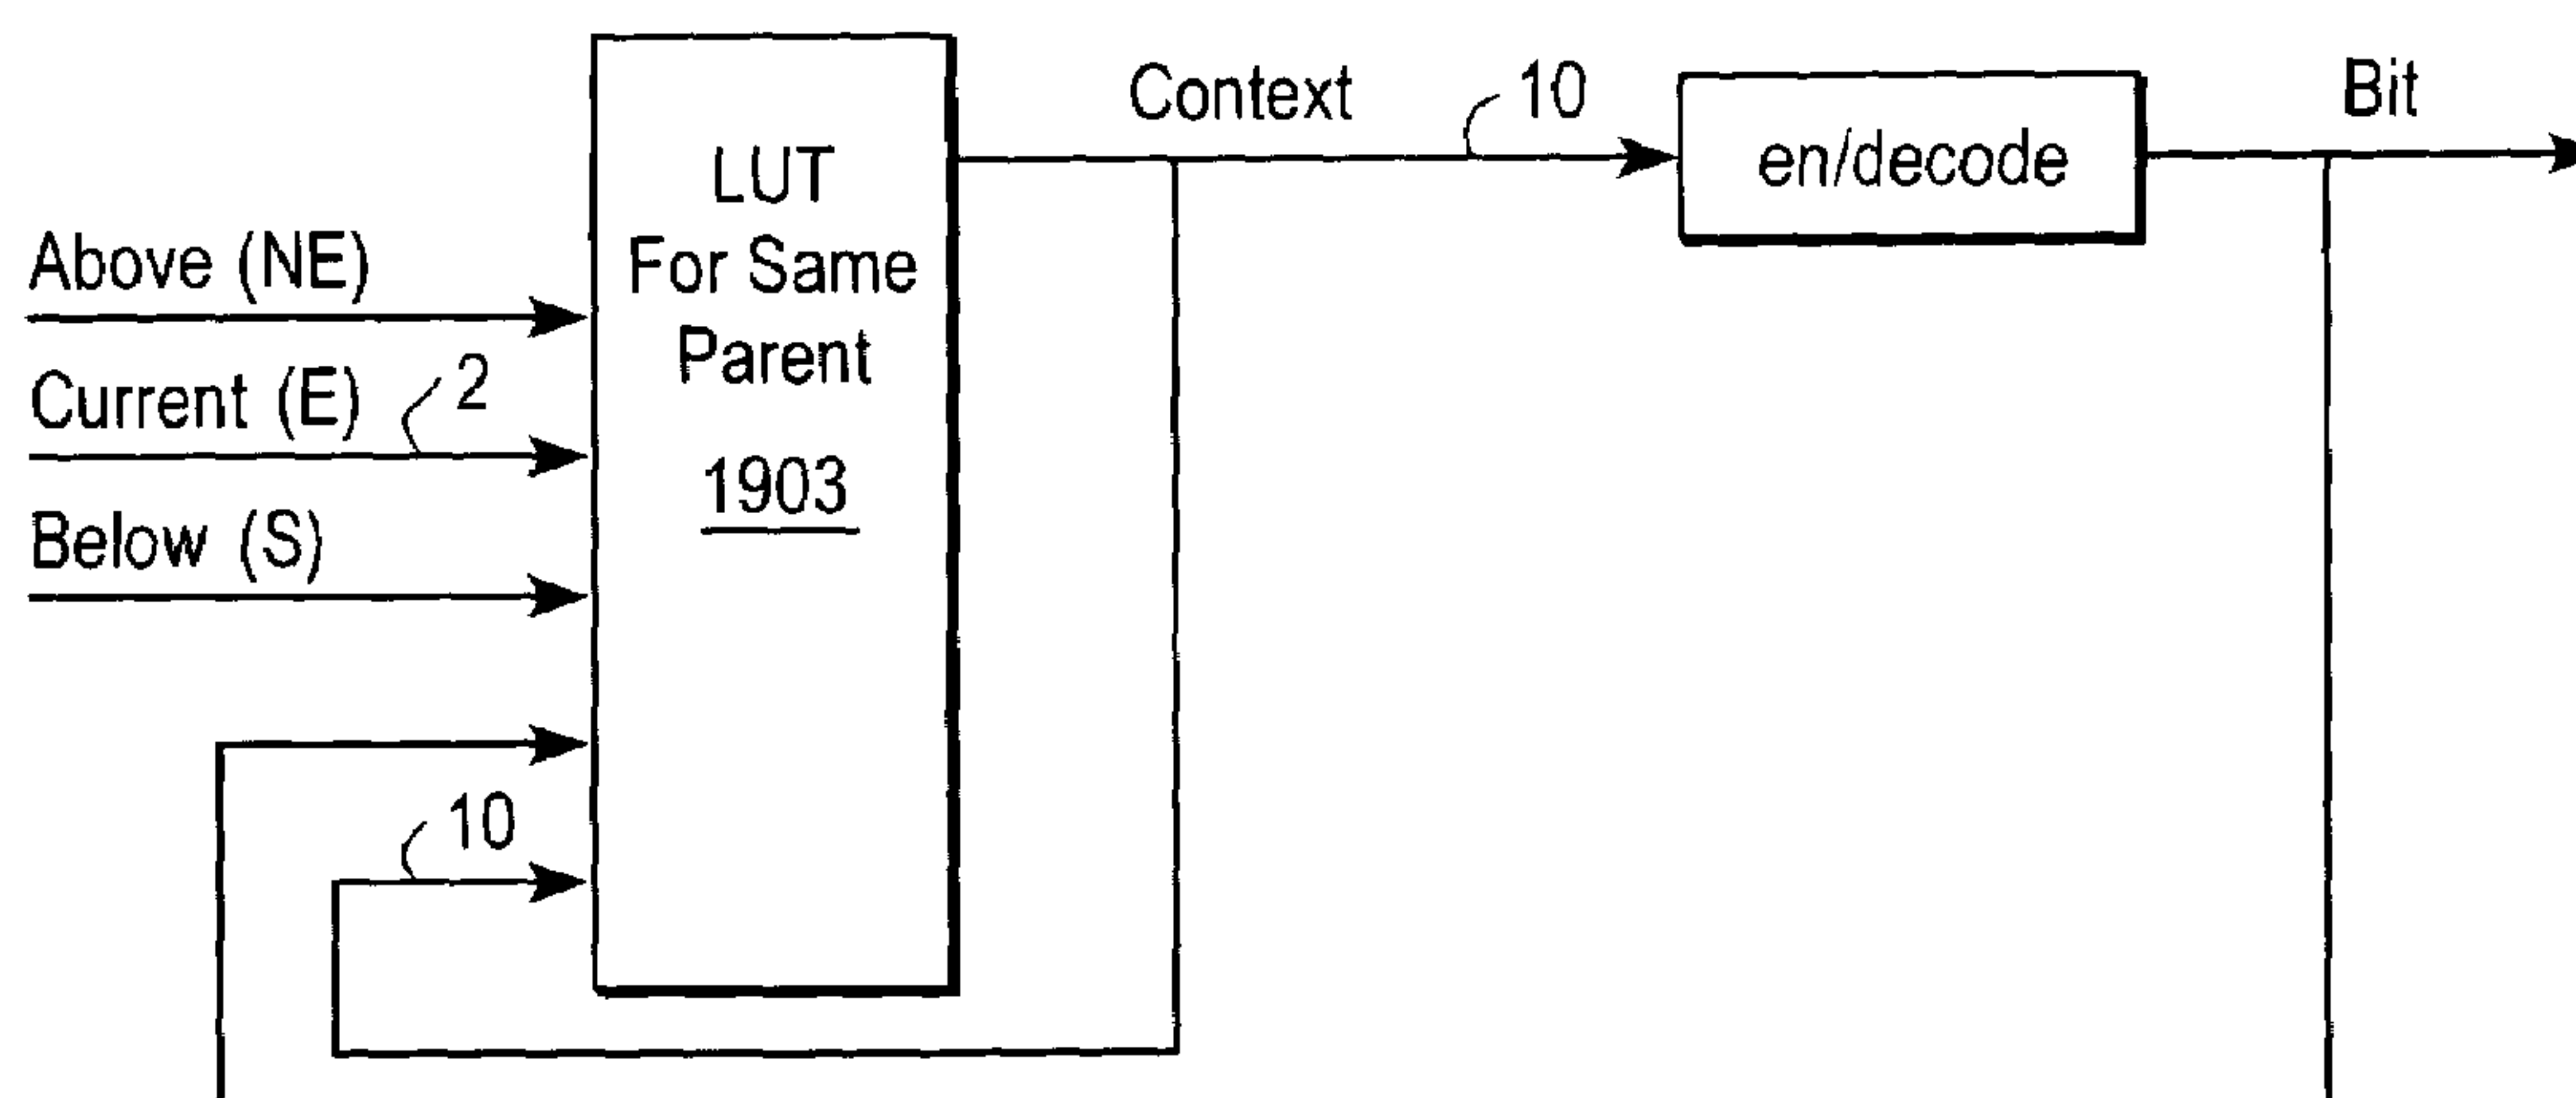 Above (NE)
Current (E)
2
Below (S)
10
LUT
For Same
Parent
1903
Context
10
en/decode
Bit